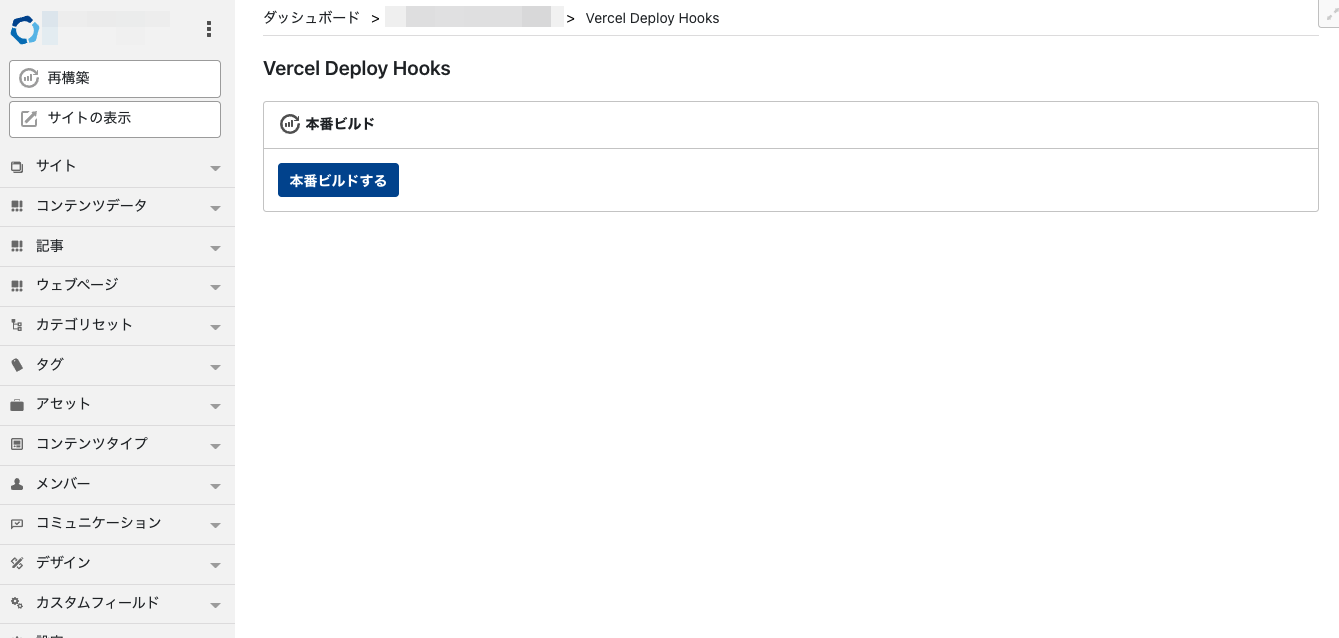 再構築
サイトの表示
サイト
コンテンツデータ
記事
ウェブページ
カテゴリセット
タグ
アセット
コンテンツタイプ
メンバー
コミュニケーション
デザイン
カスタムフィールド
ダッシュボード > > Vercel Deploy Hooks
Vercel Deploy Hooks
本番ビルド
本番ビルドする